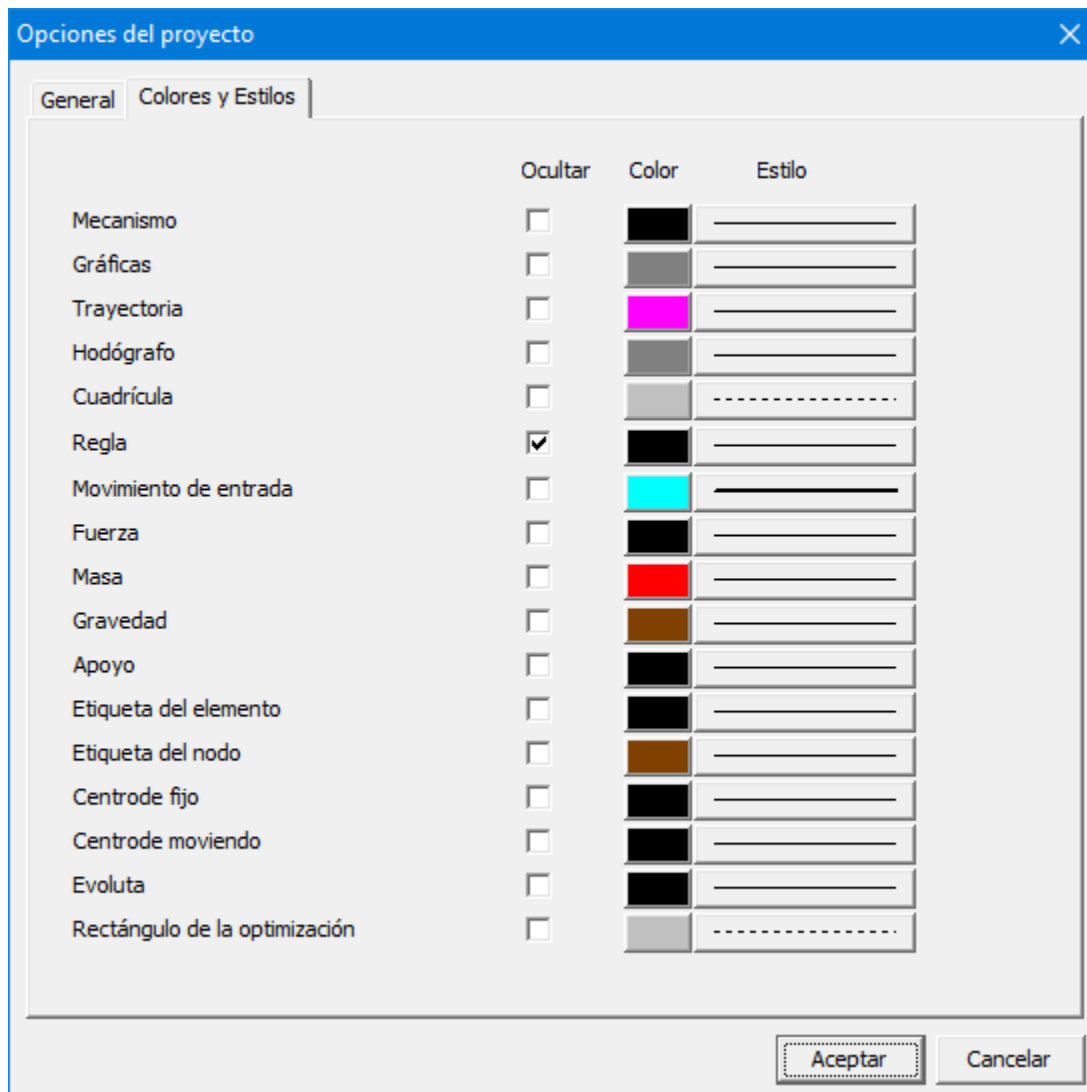 Opciones del proyecto
General Colores y Estilos
Ocultar Color Estilo
Mecanismo
Gráficas
Trayectoria
Hodógrafo
Cuadrícula
Regla
Movimiento de entrada
Fuerza
Masa
Gravedad
Apoyo
Etiqueta del elemento
Etiqueta del nodo
Centrode fijo
Centrode moviendo
Evoluta
Rectángulo de la optimización
Aceptar Cancelar